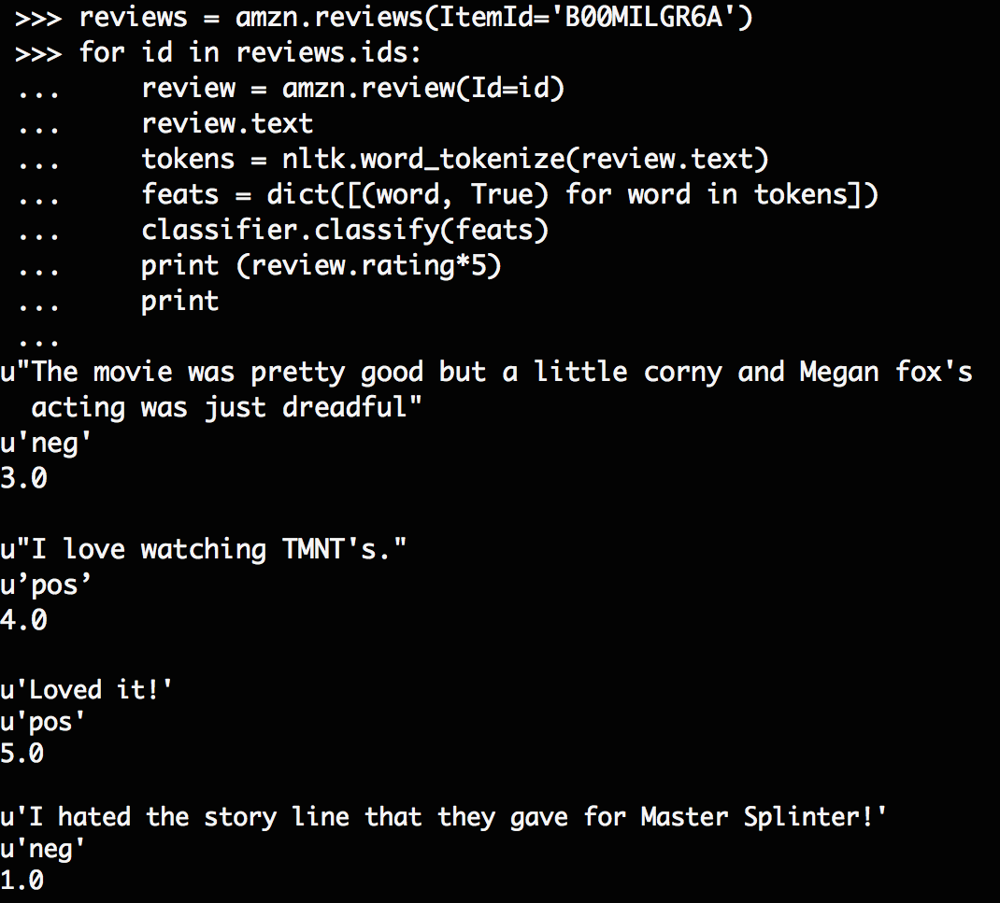 >>> reviews = amzn.reviews(ItemId='B00MILGR6A')
>>> for id in reviews.ids:
...     review = amzn.review(Id=id)
...     review.text
...     tokens = nltk.word_tokenize(review.text)
...     feats = dict([(word, True) for word in tokens])
...     classifier.classify(feats)
...     print (review.rating*5)
...     print
...
u"The movie was pretty good but a little corny and Megan fox's
  acting was just dreadful"
u'neg'
3.0

u"I love watching TMNT's."
u’pos’
4.0

u'Loved it!'
u'pos'
5.0

u'I hated the story line that they gave for Master Splinter!'
u'neg'
1.0